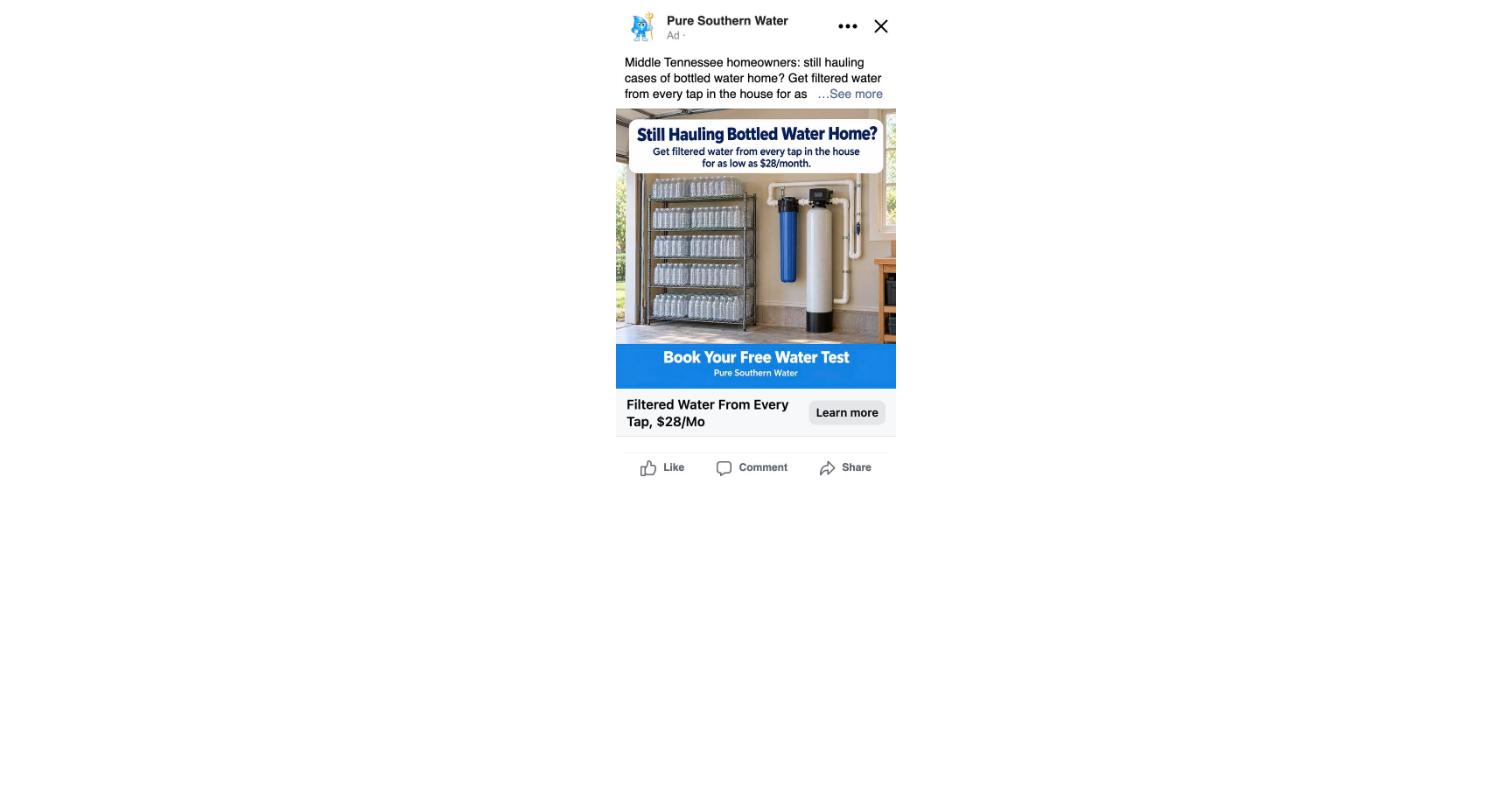 Pure Southern Water
Ad ·
Middle Tennessee homeowners: still hauling
cases of bottled water home? Get filtered water
from every tap in the house for as ...See more
Still Hauling Bottled Water Home?
Get filtered water from every tap in the house
for as low as $28/month.
Book Your Free Water Test
Pure Southern Water
Filtered Water From Every
Tap, $28/Mo
Learn more
Like
Comment
Share